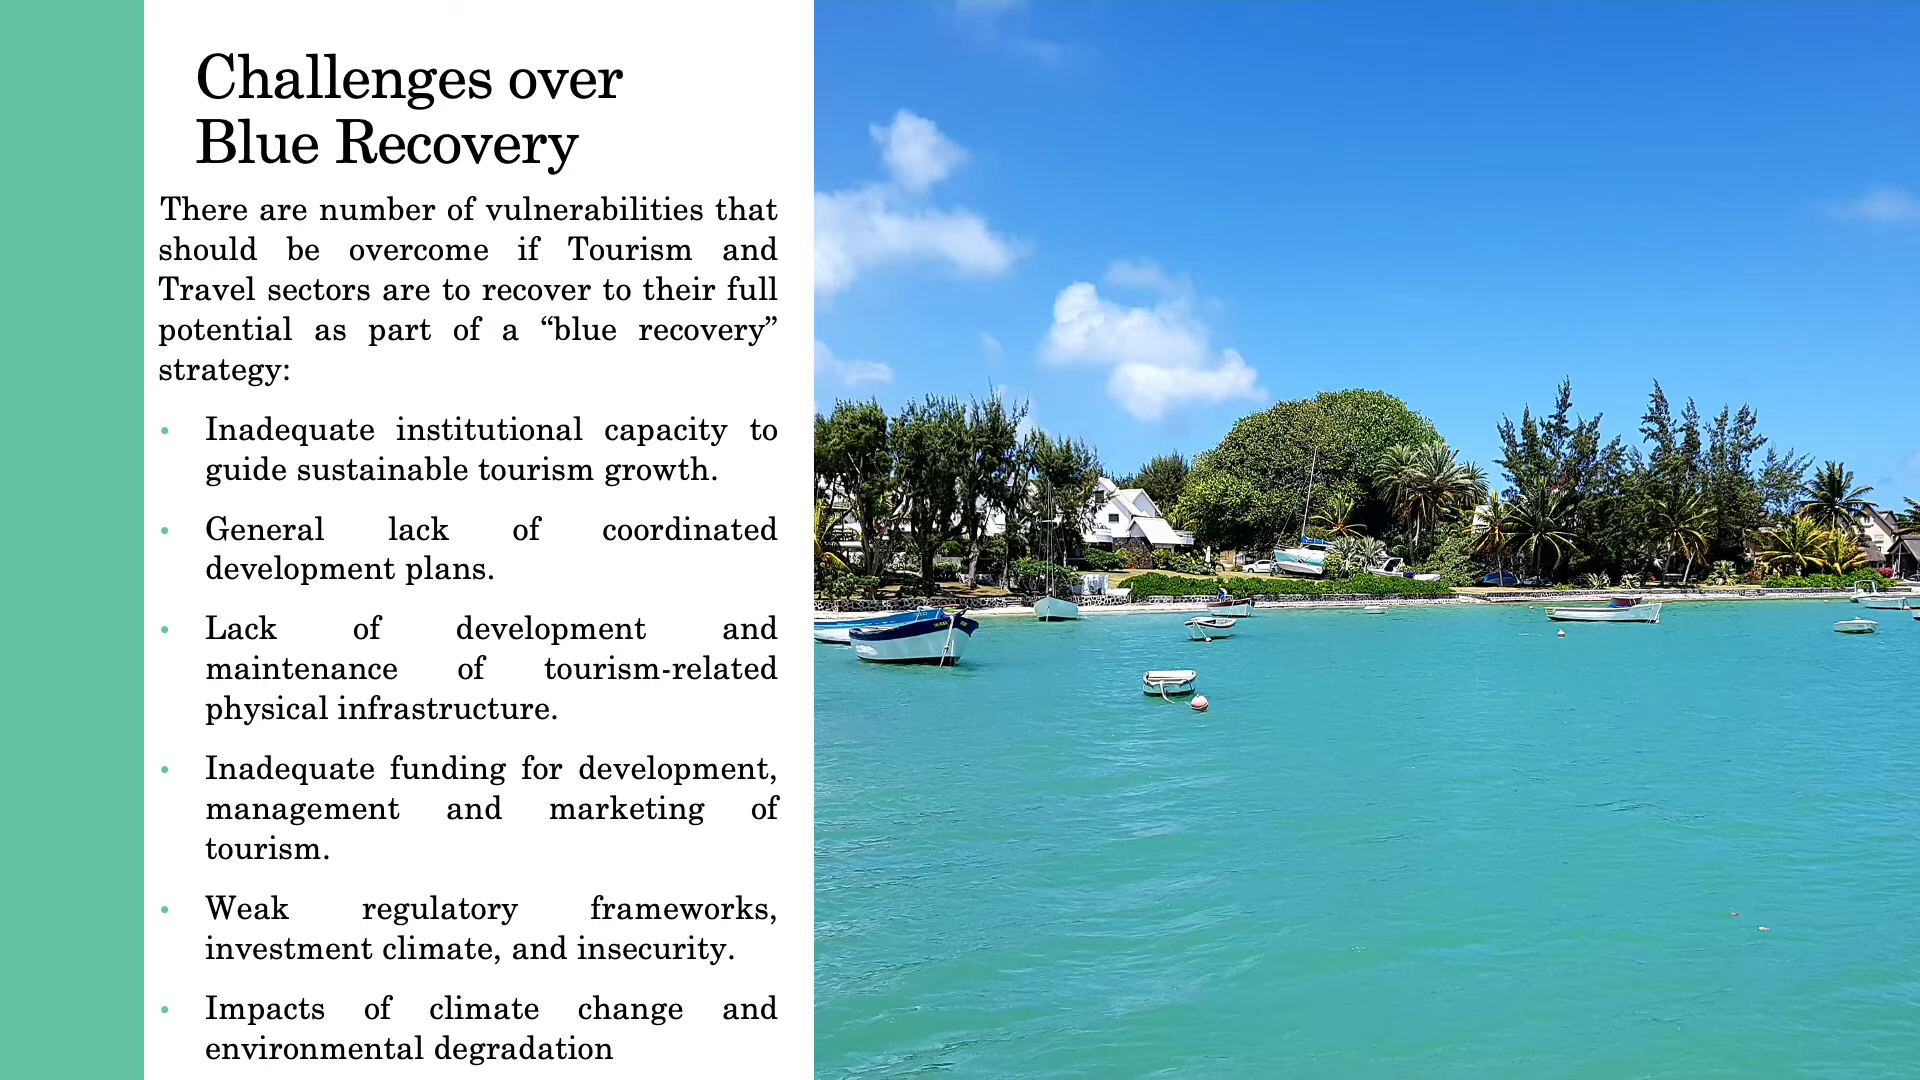 Challenges over
Blue Recovery
There are number of vulnerabilities that
should be overcome if Tourism and
Travel sectors are to recover to their full
potential as part of a “blue recovery”
strategy:
• Inadequate institutional capacity to
guide sustainable tourism growth.
• General lack of coordinated
development plans.
• Lack of development and
maintenance of tourism-related
physical infrastructure.
• Inadequate funding for development,
management and marketing of
tourism.
• Weak regulatory frameworks,
investment climate, and insecurity.
• Impacts of climate change and
environmental degradation